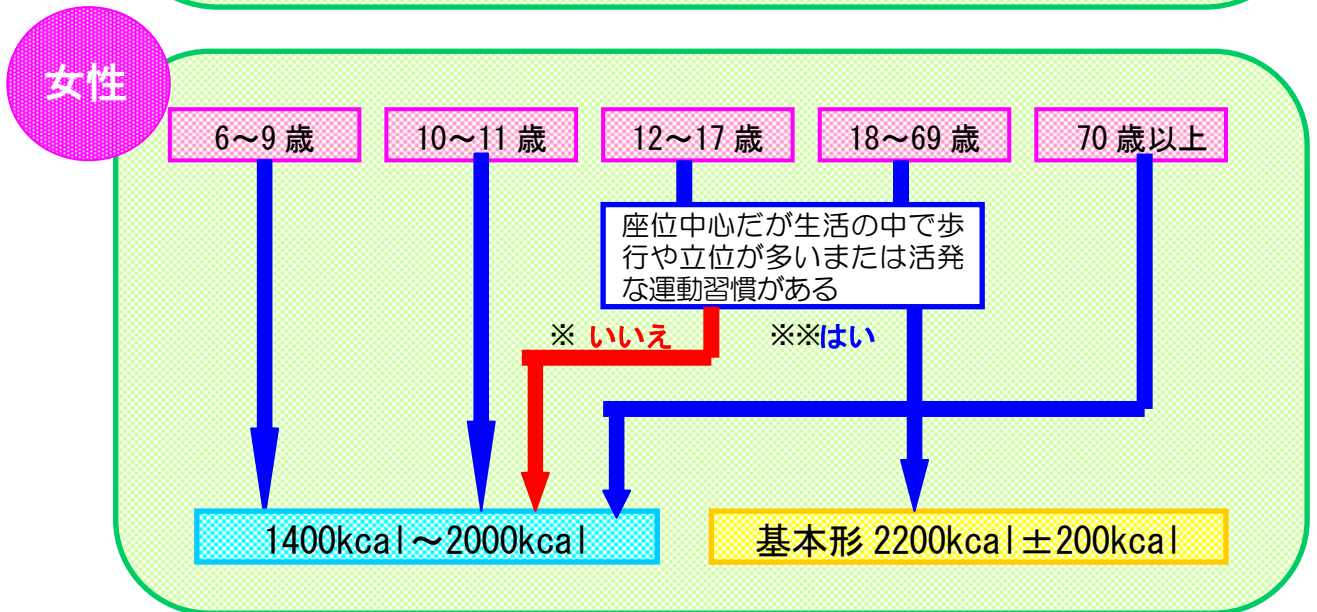 女性
6～9 歳
10～11 歳
12～17 歳
18～69 歳
70 歳以上
座位中心だが生活の中で歩
行や立位が多いまたは活発
な運動習慣がある
※ いいえ
※※はい
1400kcal～2000kcal
基本形 2200kcal±200kcal